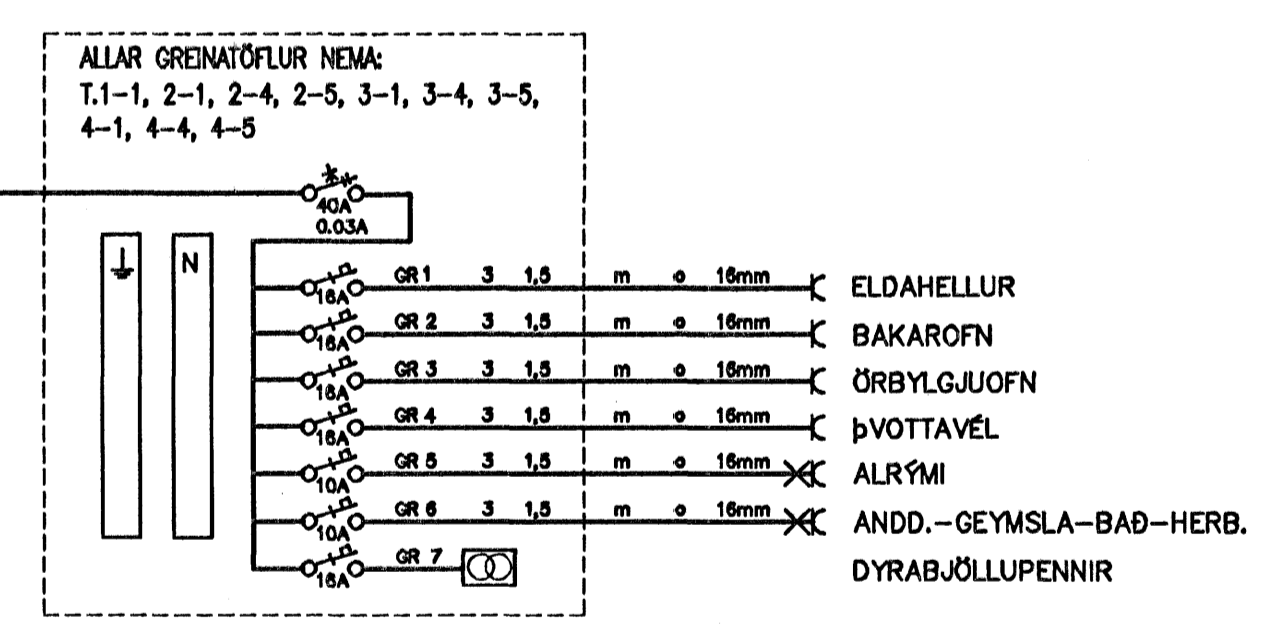 ALLAR GREINATÖFLUR NEMA:
T.1-1, 2-1, 2-4, 2-5, 3-1, 3-4, 3-5,
4-1, 4-4, 4-5
40A
0.03A
N
16A GR 1 3 1,5 m o 16mm ELDAHELLUR
16A GR 2 3 1,5 m o 16mm BAKAROFN
16A GR 3 3 1,5 m o 16mm ÖRBYLGJUOFN
16A GR 4 3 1,5 m o 16mm ÞVOTTAVÉL
10A GR 5 3 1,5 m o 16mm ALRÝMI
10A GR 6 3 1,5 m o 16mm ANDD.-GEYMSLA-BAÐ-HERB.
16A GR 7 DYRABJÖLLUPENNIR